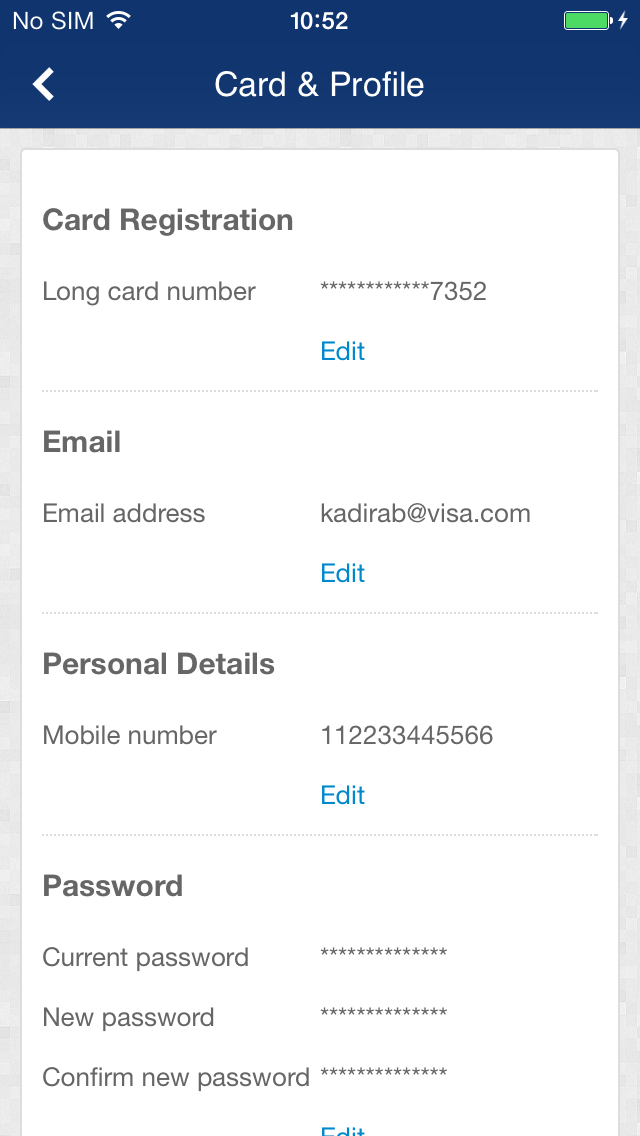 No SIM 10:52
Card & Profile
Card Registration
Long card number ************7352
Edit
Email
Email address kadirab@visa.com
Edit
Personal Details
Mobile number 112233445566
Edit
Password
Current password **************
New password **************
Confirm new password **************
Edit